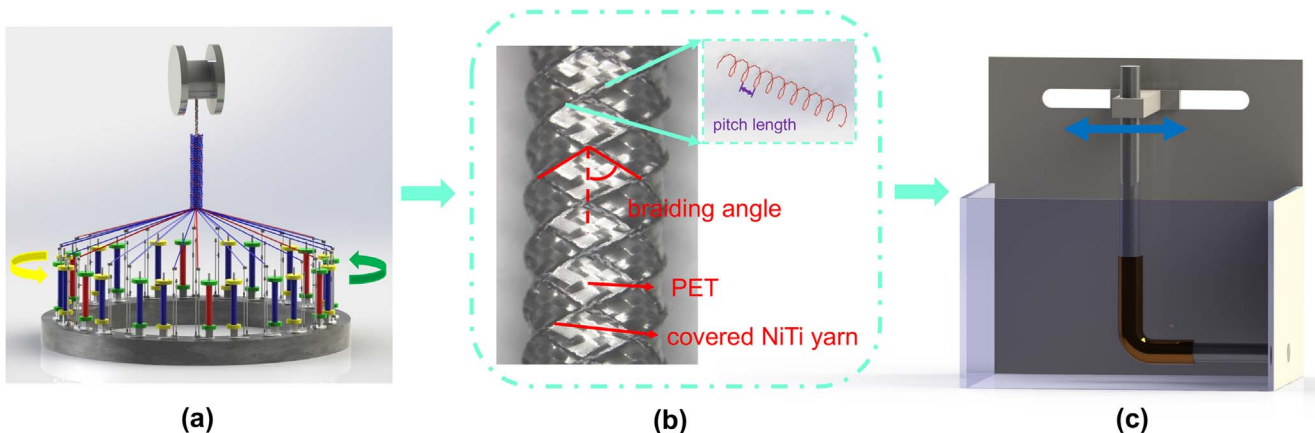 pitch length
braiding angle
PET
covered NiTi yarn
(a)
(b)
(c)